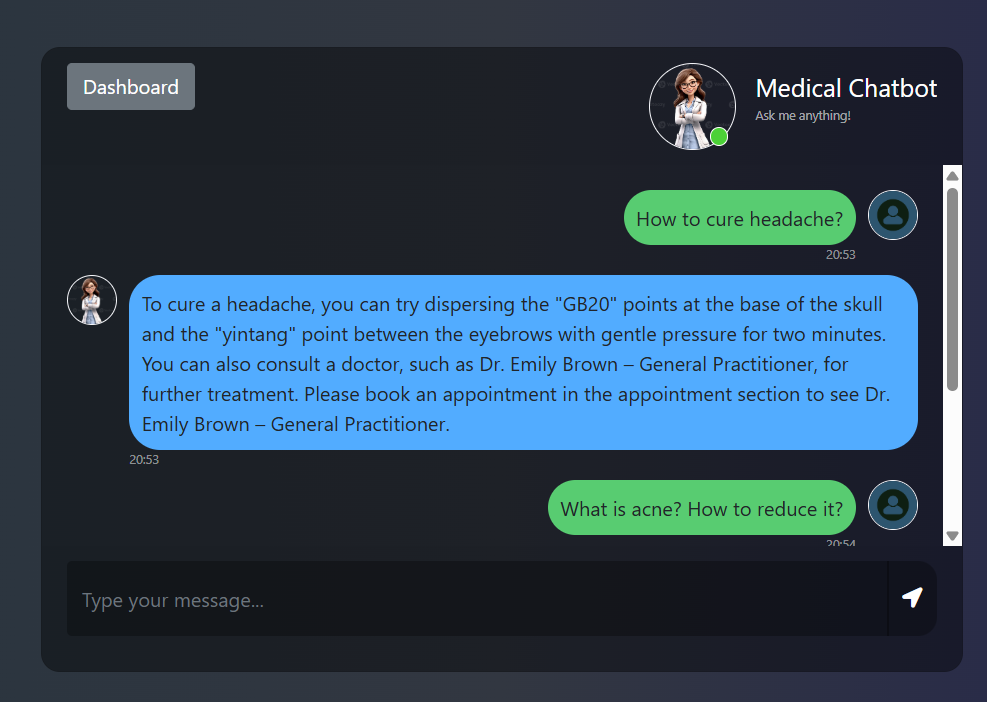 Dashboard
Medical Chatbot
Ask me anything!
How to cure headache?
20:53
To cure a headache, you can try dispersing the "GB20" points at the base of the skull
and the "yintang" point between the eyebrows with gentle pressure for two minutes.
You can also consult a doctor, such as Dr. Emily Brown – General Practitioner, for
further treatment. Please book an appointment in the appointment section to see Dr.
Emily Brown – General Practitioner.
20:53
What is acne? How to reduce it?
20:54
Type your message...